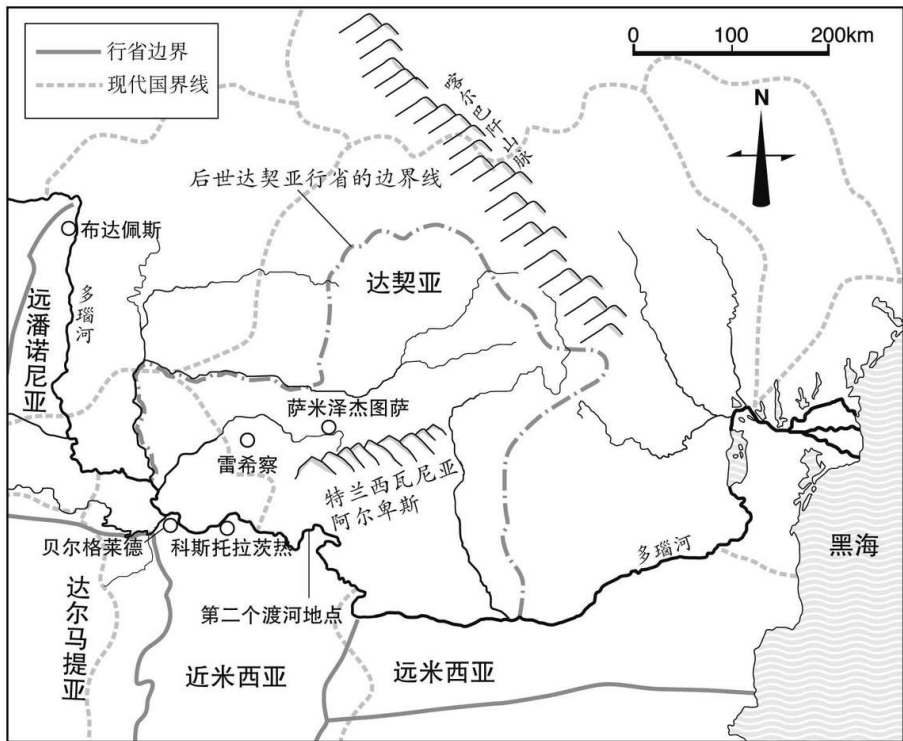 行省边界
现代国界线
0
100
200km
N
喀尔巴阡山脉
后世达契亚行省的边界线
布达佩斯
达契亚
远潘诺尼亚
多瑙河
萨米泽杰图萨
雷希察
特兰西瓦尼亚
阿尔卑斯
贝尔格莱德
科斯托拉茨热
多瑙河
黑海
第二个渡河地点
达尔马提亚
近米西亚
远米西亚